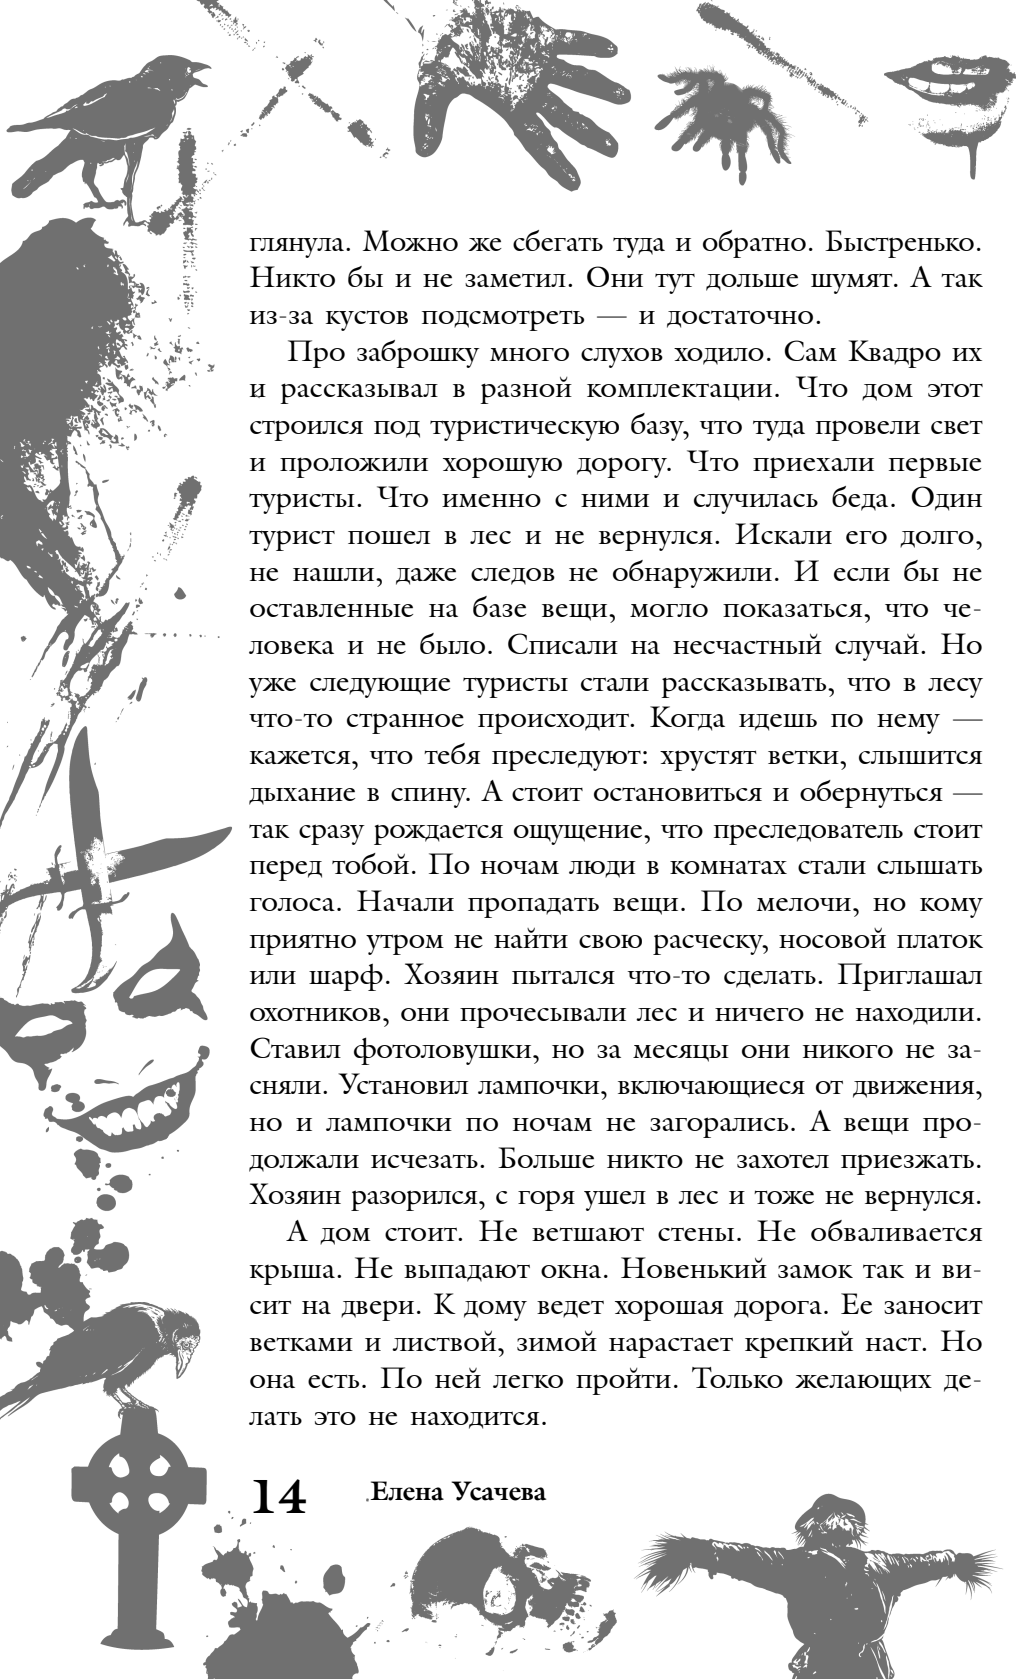 глянула. Можно же сбегать туда и обратно. Быстренько.
Никто бы и не заметил. Они тут дольше шумят. А так
из-за кустов подсмотреть — и достаточно.
Про заброшку много слухов ходило. Сам Квадро их
и рассказывал в разной комплектации. Что дом этот
строился под туристическую базу, что туда провели свет
и проложили хорошую дорогу. Что приехали первые
туристы. Что именно с ними и случилась беда. Один
турист пошел в лес и не вернулся. Искали его долго,
не нашли, даже следов не обнаружили. И если бы не
оставленные на базе вещи, могло показаться, что че-
ловека и не было. Списали на несчастный случай. Но
уже следующие туристы стали рассказывать, что в лесу
что-то странное происходит. Когда идешь по нему —
кажется, что тебя преследуют: хрустят ветки, слышится
дыхание в спину. А стоит остановиться и обернуться —
так сразу рождается ощущение, что преследователь стоит
перед тобой. По ночам люди в комнатах стали слышать
голоса. Начали пропадать вещи. По мелочи, но кому
приятно утром не найти свою расческу, носовой платок
или шарф. Хозяин пытался что-то сделать. Приглашал
охотников, они прочесывали лес и ничего не находили.
Ставил фотоловушки, но за месяцы они никого не за-
сняли. Установил лампочки, включающиеся от движения,
но и лампочки по ночам не загорались. А вещи про-
должали исчезать. Больше никто не захотел приезжать.
Хозяин разорился, с горя ушел в лес и тоже не вернулся.
А дом стоит. Не ветшают стены. Не обваливается
крыша. Не выпадают окна. Новенький замок так и ви-
сит на двери. К дому ведет хорошая дорога. Ее заносит
ветками и листвой, зимой нарастает крепкий наст. Но
она есть. По ней легко пройти. Только желающих де-
лать это не находится.
14 Елена Усачева